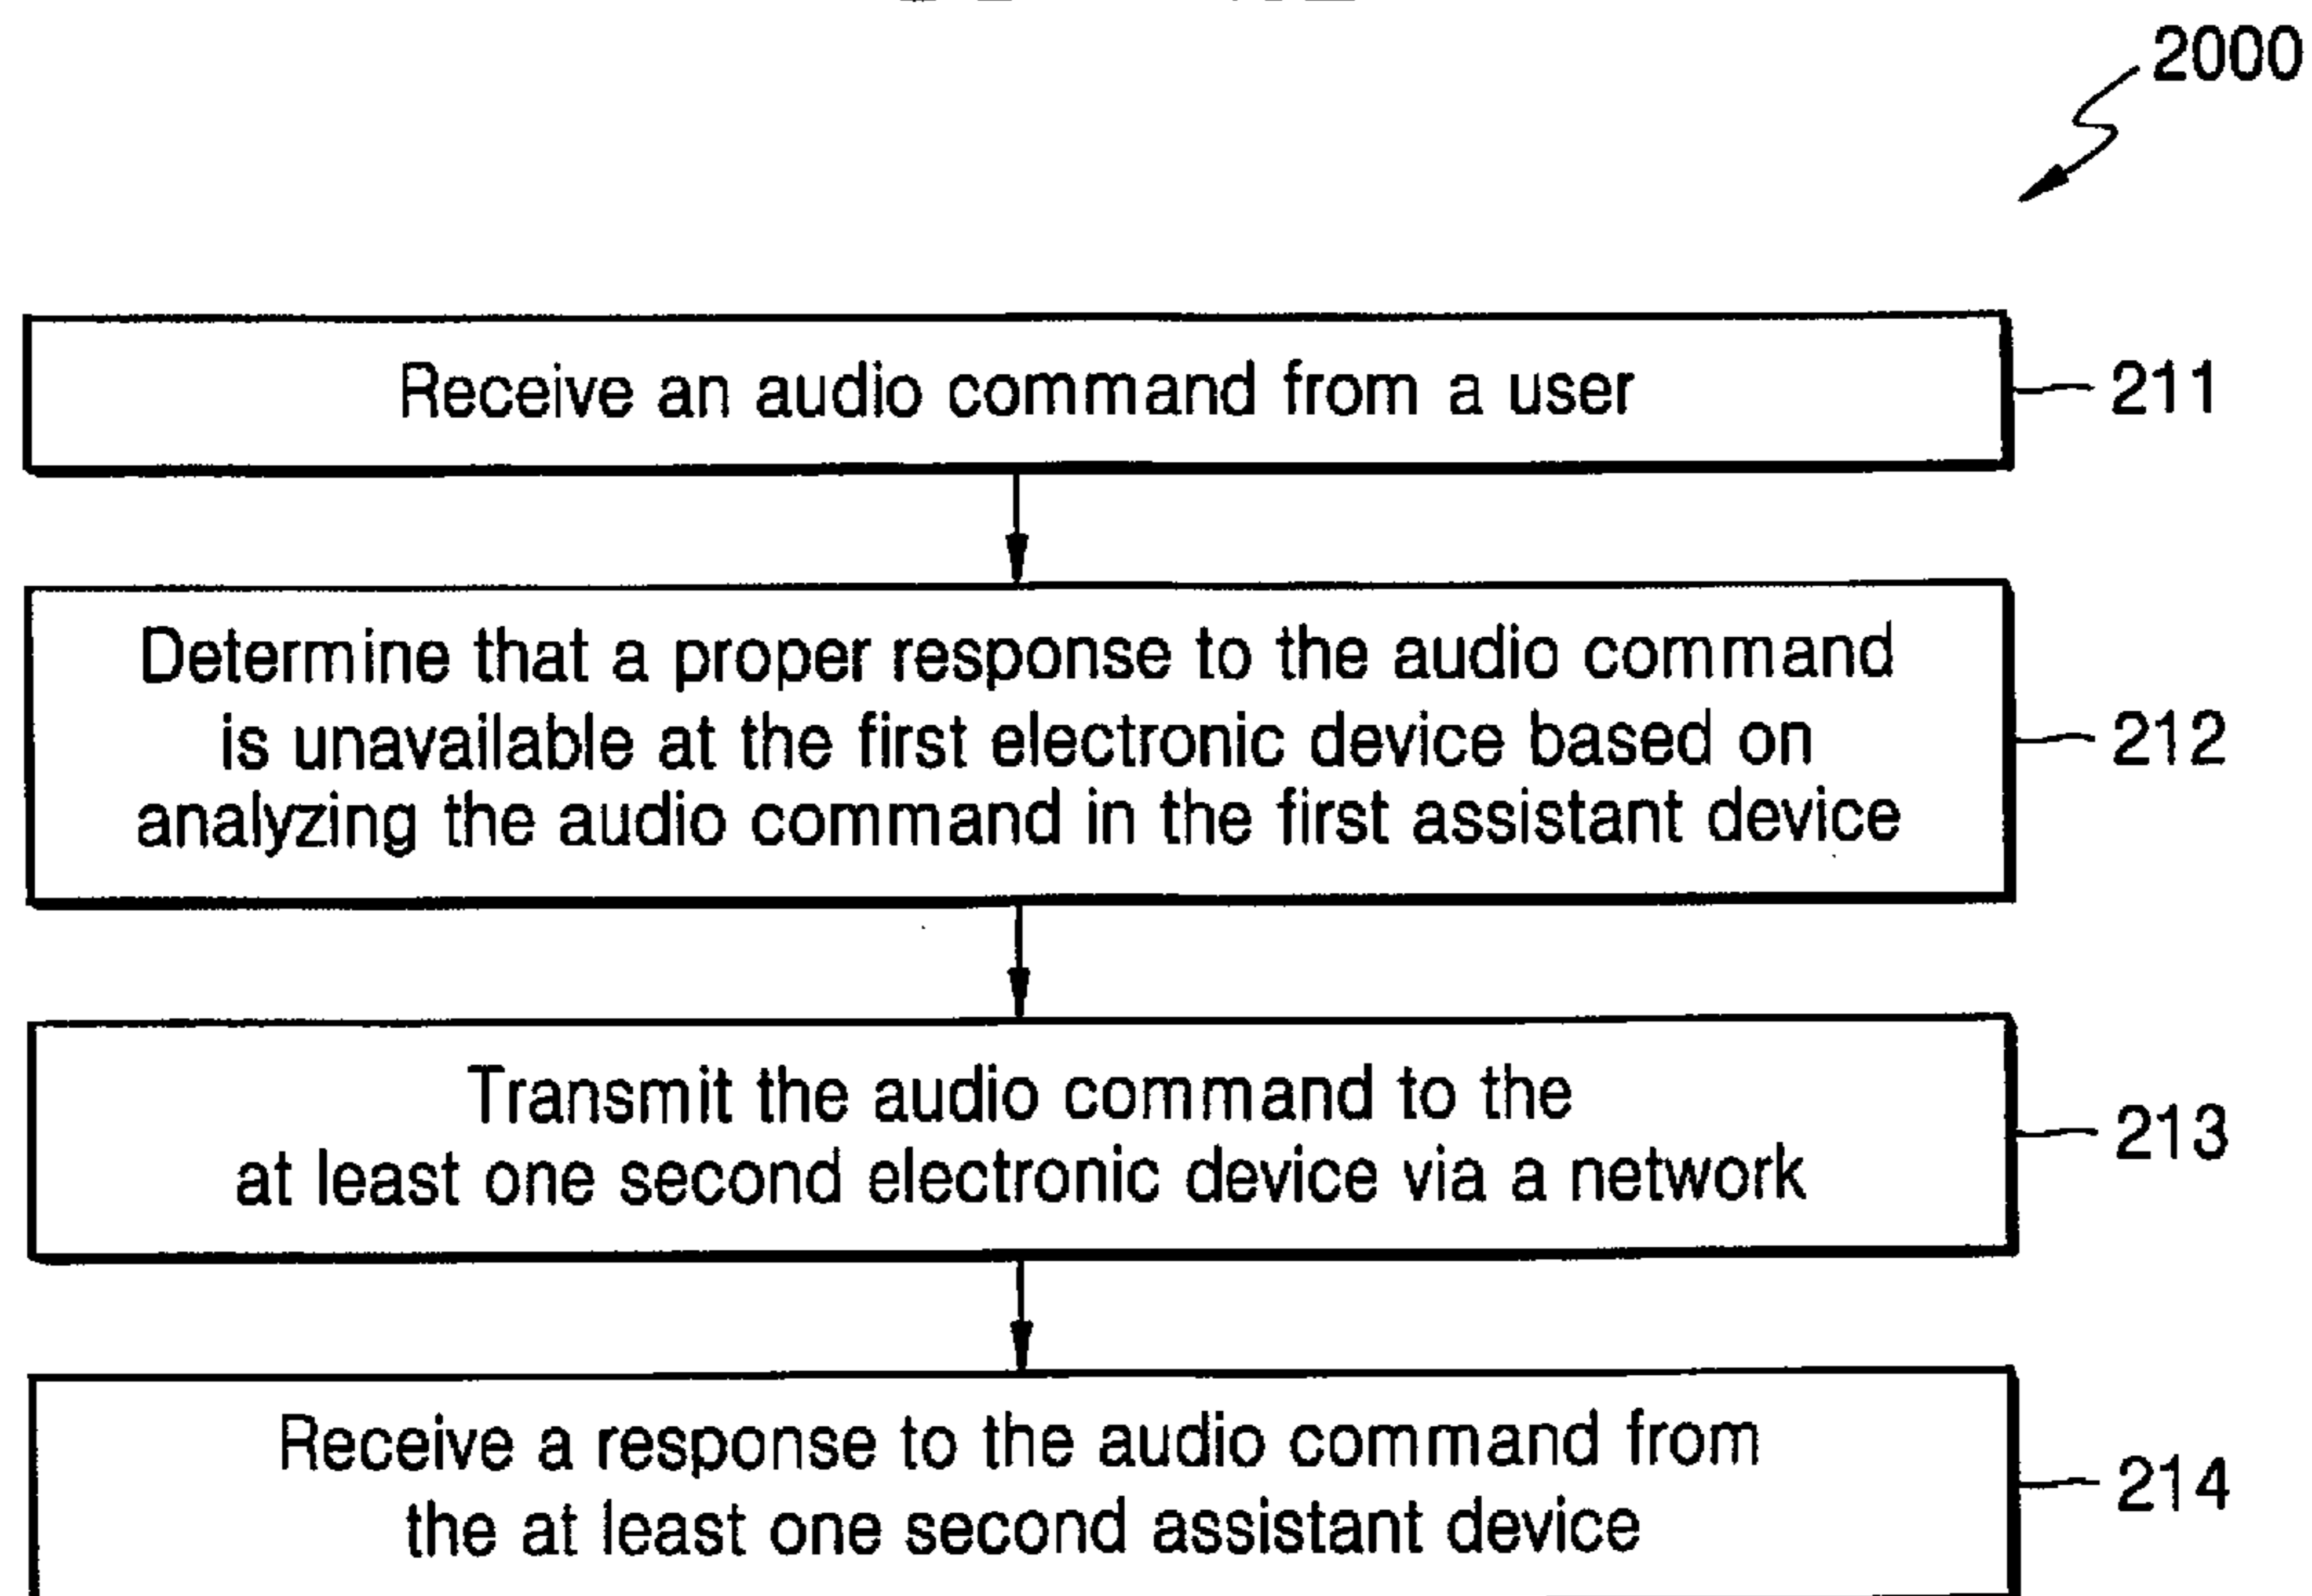 2000
Receive an audio command from a user
211
Determine that a proper response to the audio command
is unavailable at the first electronic device based on
analyzing the audio command in the first assistant device
212
Transmit the audio command to the
at least one second electronic device via a network
213
Receive a response to the audio command from
the at least one second assistant device
214